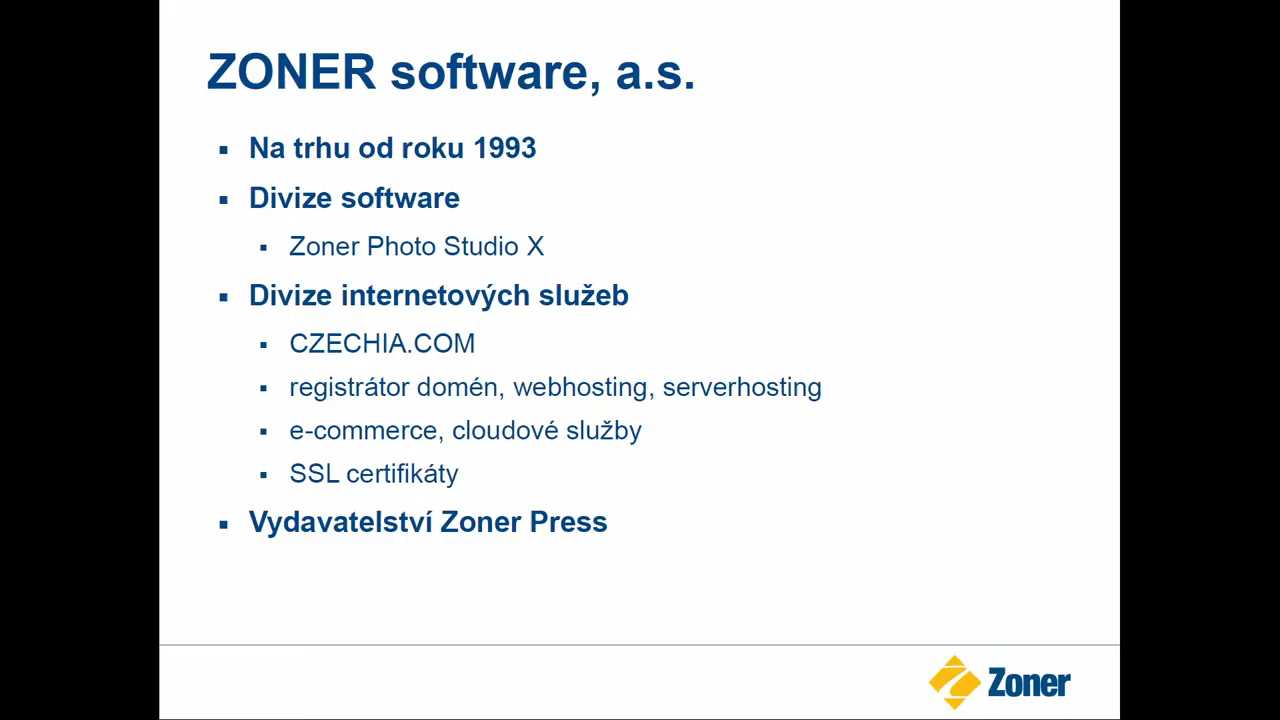 ZONER software, a.s.
Na trhu od roku 1993
Divize software
Zoner Photo Studio X
Divize internetových služeb
CZECHIA.COM
registrátor domén, webhosting, serverhosting
e-commerce, cloudové služby
SSL certifikáty
Vydavatelství Zoner Press
Zoner